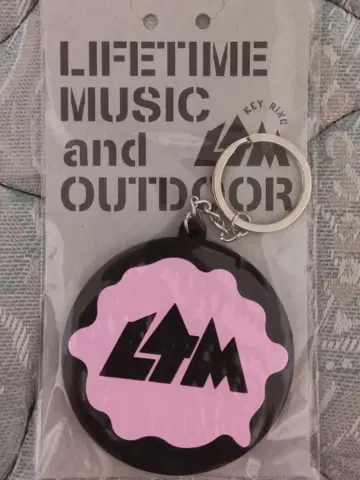 LIFETIME
MUSIC
KEY RING
and LTM
OUTDOOR
LTM